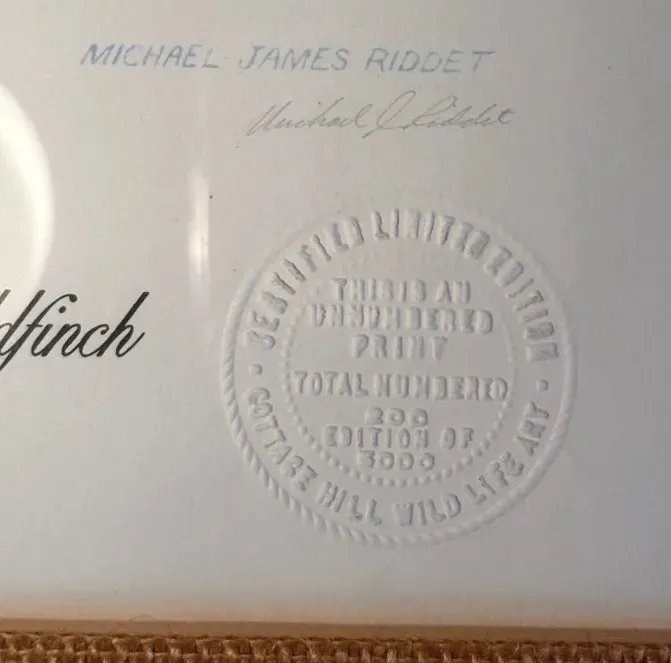 MICHAEL JAMES RIDDET
Michael J Riddet
dfinch
CERTIFIED LIMITED EDITION
THIS IS AN
UNNUMBERED
PRINT
TOTAL NUMBERED
200
EDITION OF
3000
COTTAGE HILL WILD LIFE ART